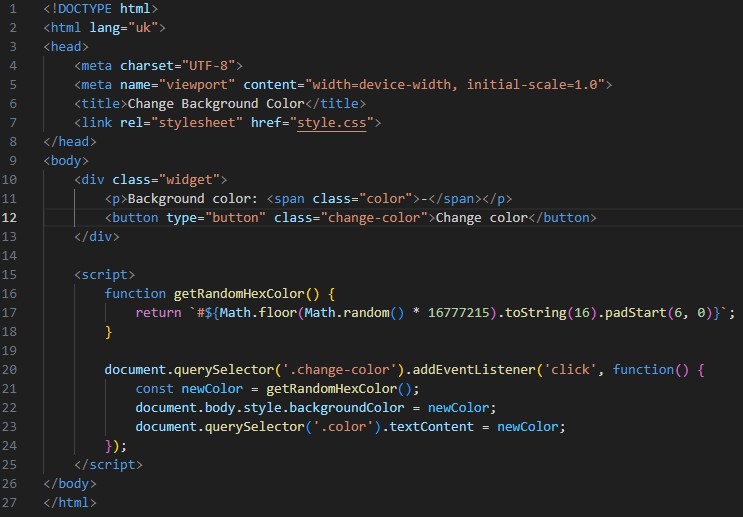 1 <!DOCTYPE html>
2 <html lang="uk">
3 <head>
4     <meta charset="UTF-8">
5     <meta name="viewport" content="width=device-width, initial-scale=1.0">
6     <title>Change Background Color</title>
7     <link rel="stylesheet" href="style.css">
8 </head>
9 <body>
10     <div class="widget">
11         <p>Background color: <span class="color">-</span></p>
12         <button type="button" class="change-color">Change color</button>
13     </div>
14
15     <script>
16         function getRandomHexColor() {
17             return `#${Math.floor(Math.random() * 16777215).toString(16).padStart(6, 0)}`;
18         }
19
20         document.querySelector('.change-color').addEventListener('click', function() {
21             const newColor = getRandomHexColor();
22             document.body.style.backgroundColor = newColor;
23             document.querySelector('.color').textContent = newColor;
24         });
25     </script>
26 </body>
27 </html>